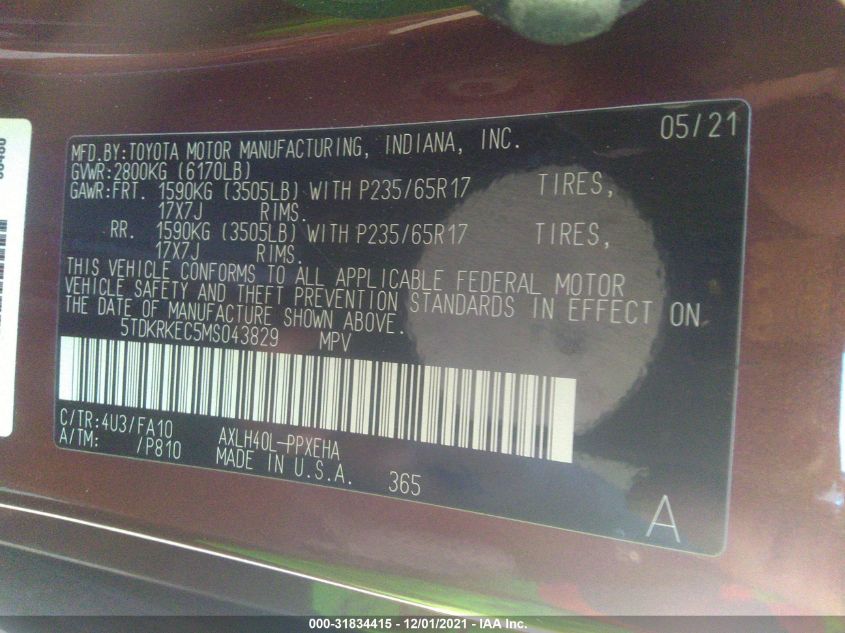 05/21
MFD.BY:TOYOTA MOTOR MANUFACTURING, INDIANA, INC.
GVWR:2800KG (6170LB)
GAWR:FRT. 1590KG (3505LB) WITH P235/65R17 TIRES,
17X7J RIMS.
RR. 1590KG (3505LB) WITH P235/65R17 TIRES,
17X7J RIMS.
THIS VEHICLE CONFORMS TO ALL APPLICABLE FEDERAL MOTOR
VEHICLE SAFETY AND THEFT PREVENTION STANDARDS IN EFFECT ON
THE DATE OF MANUFACTURE SHOWN ABOVE.
5TDKRKEC5MS043829 MPV
C/TR:4U3/FA10 AXLH40L-PPXEHA
A/TM: /P810 MADE IN U.S.A. 365
A
000-31834415 - 12/01/2021 - IAA Inc.